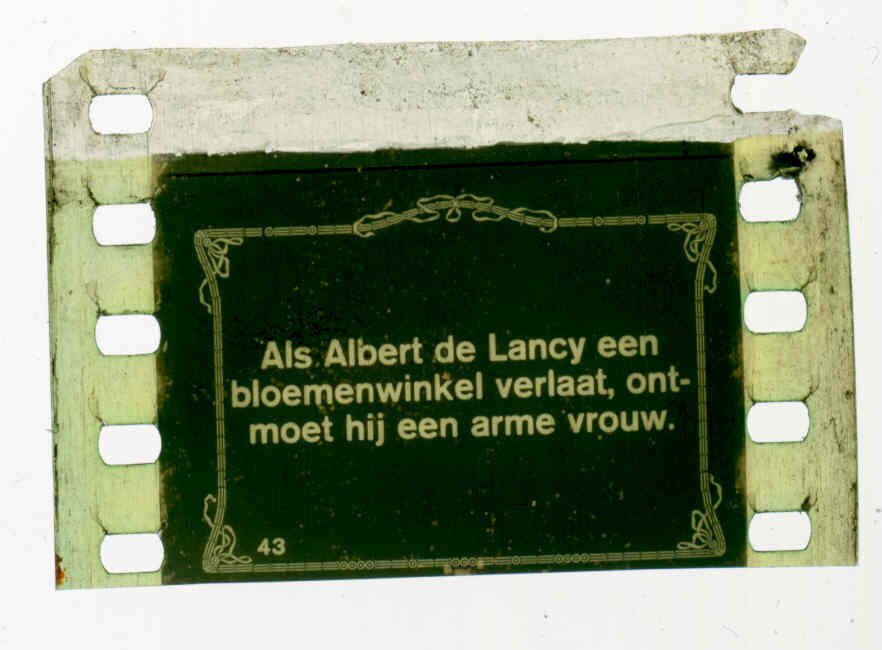 Als Albert de Lancy een
bloemenwinkel verlaat, ont-
moet hij een arme vrouw.
43